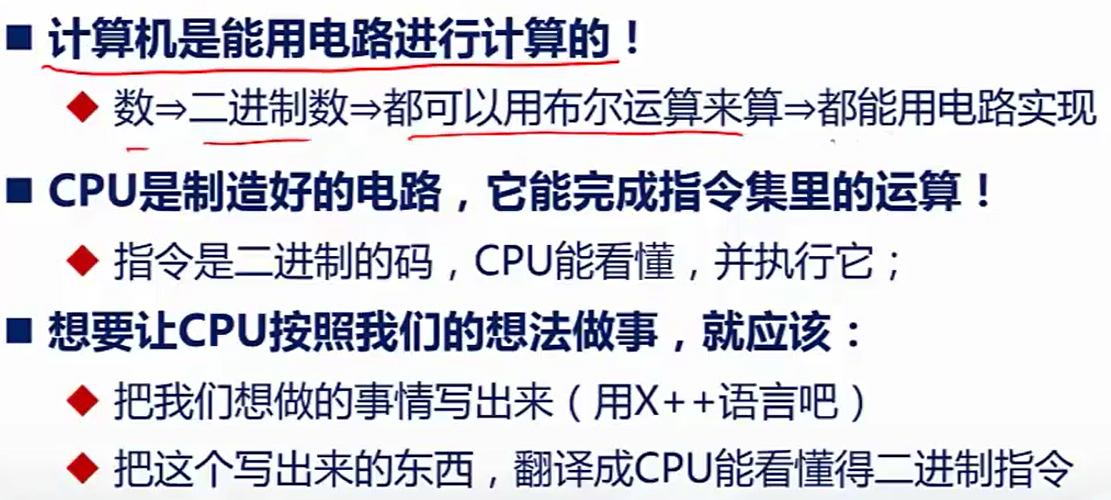 ■ 计算机是能用电路进行计算的！
◆ 数⇒二进制数⇒都可以用布尔运算来算⇒都能用电路实现
■ CPU是制造好的电路，它能完成指令集里的运算！
◆ 指令是二进制的码，CPU能看懂，并执行它；
■ 想要让CPU按照我们的想法做事，就应该：
◆ 把我们想做的事情写出来（用X++语言吧）
◆ 把这个写出来的东西，翻译成CPU能看懂得二进制指令